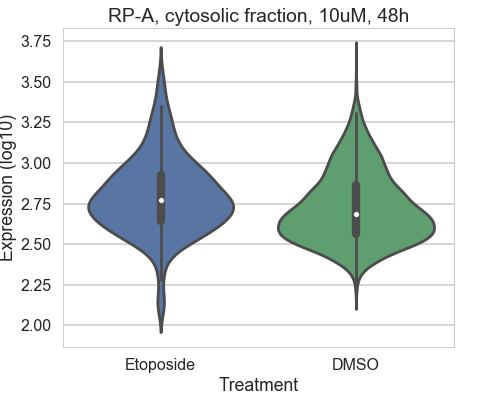 RP-A, cytosolic fraction, 10uM, 48h
3.75
3.50
3.25
3.00
2.75
2.50
2.25
2.00
Expression (log10)
Etoposide DMSO
Treatment